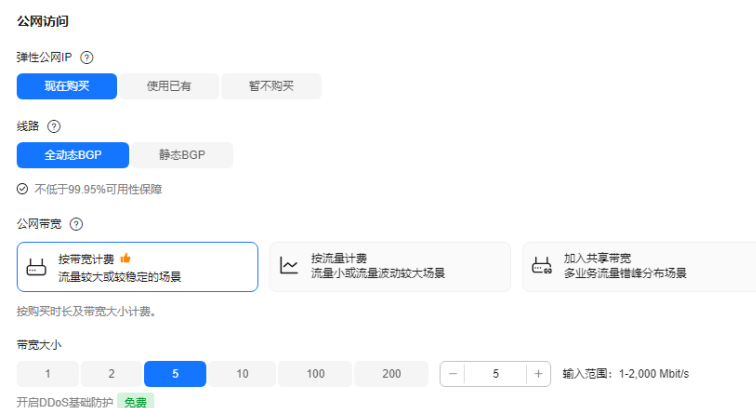 公网访问
弹性公网IP ?
现在购买 使用已有 暂不购买
线路 ?
全动态BGP 静态BGP
不低于99.95%可用性保障
公网带宽 ?
按带宽计费 按流量计费 加入共享带宽
流量较大或较稳定的场景 流量小或流量波动较大场景 多业务流量错峰分布场景
按购买时长及带宽大小计费。
带宽大小
1 2 5 10 100 200 − 5 + 输入范围：1-2,000 Mbit/s
开启DDoS基础防护 免费